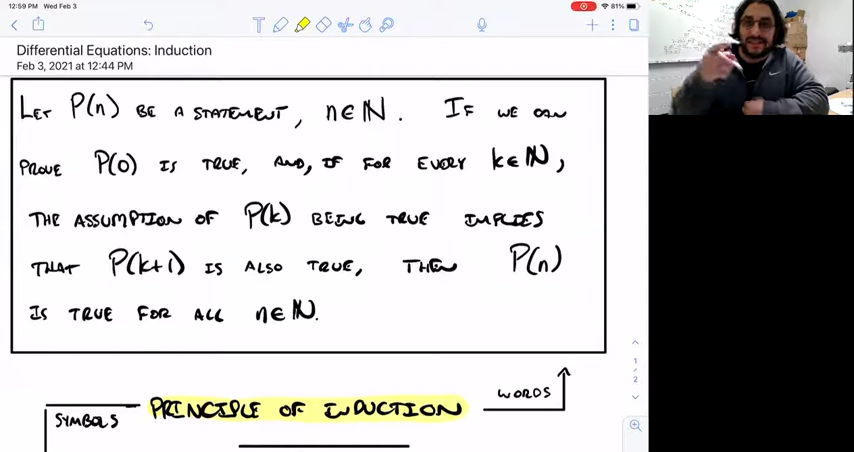 12:59 PM Wed Feb 3
81%
Differential Equations: Induction
Feb 3, 2021 at 12:44 PM
LET P(n) BE A STATEMENT, n∈ℕ. IF WE CAN
PROVE P(0) IS TRUE, AND, IF FOR EVERY k∈ℕ,
THE ASSUMPTION OF P(k) BEING TRUE IMPLIES
THAT P(k+1) IS ALSO TRUE, THEN P(n)
IS TRUE FOR ALL n∈ℕ.
WORDS
PRINCIPLE OF INDUCTION
SYMBOLS
1
/
2